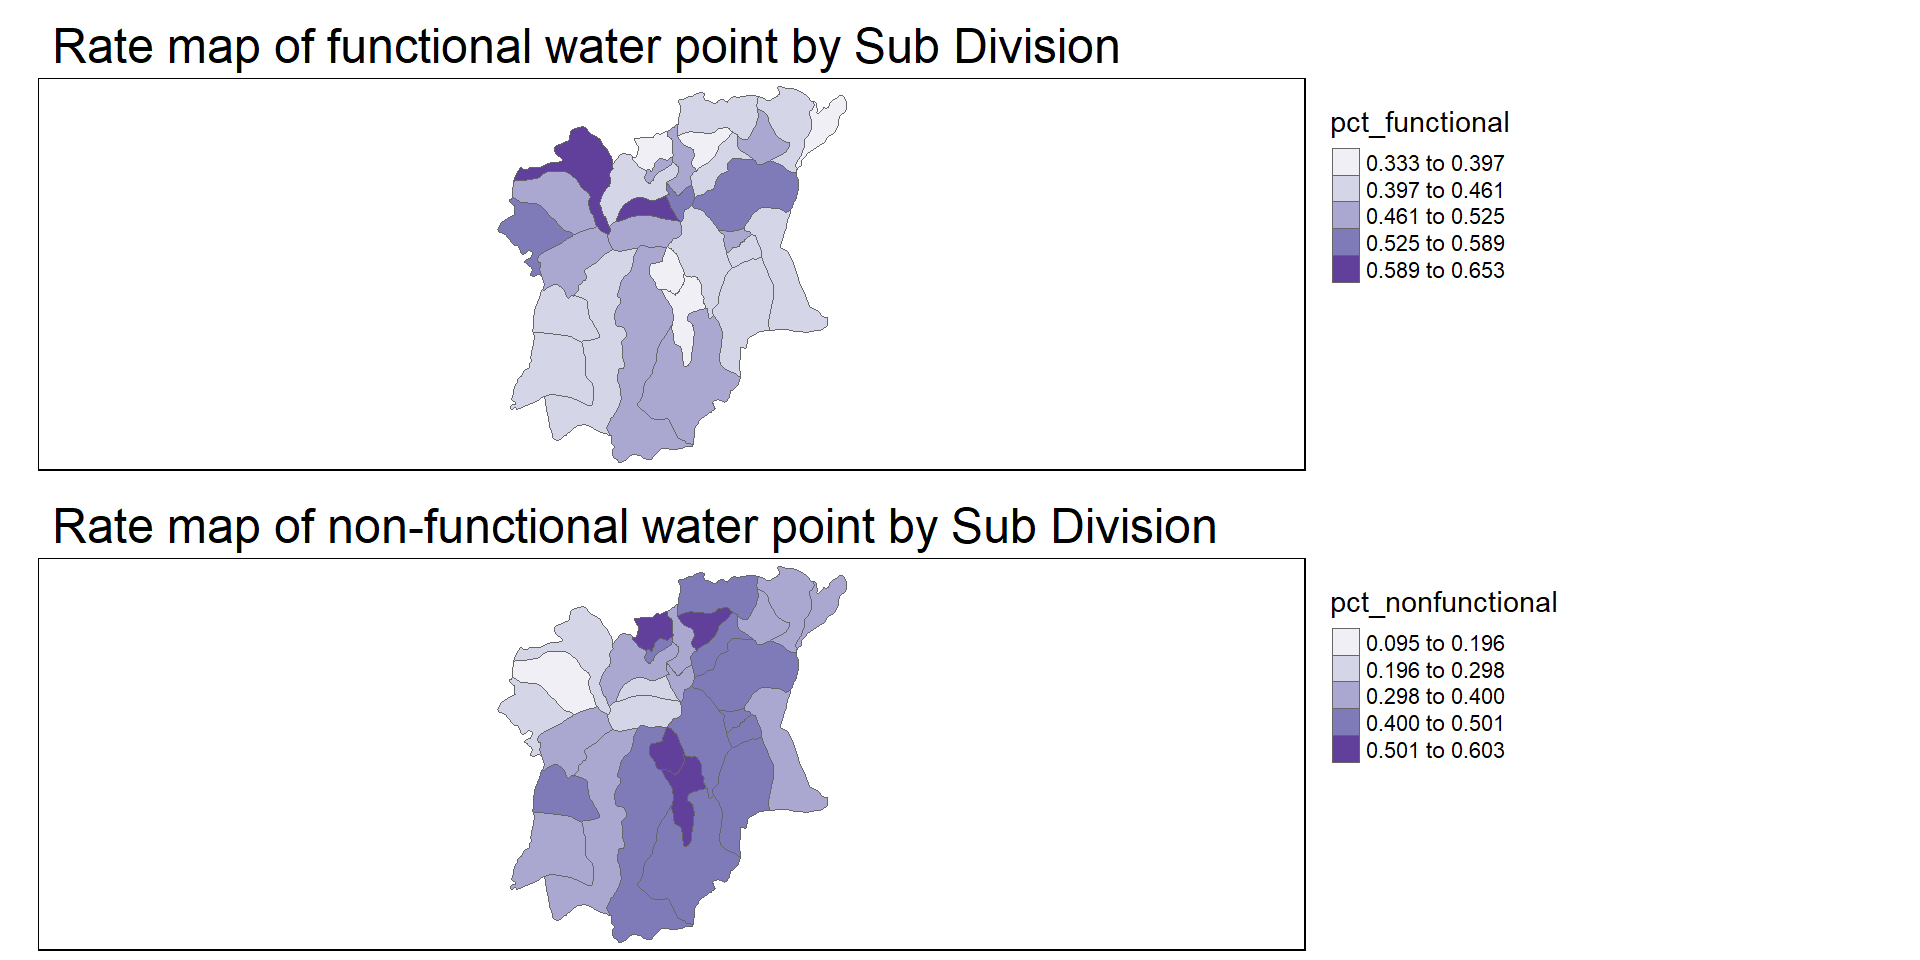 Rate map of functional water point by Sub Division
pct_functional
0.333 to 0.397
0.397 to 0.461
0.461 to 0.525
0.525 to 0.589
0.589 to 0.653
Rate map of non-functional water point by Sub Division
pct_nonfunctional
0.095 to 0.196
0.196 to 0.298
0.298 to 0.400
0.400 to 0.501
0.501 to 0.603